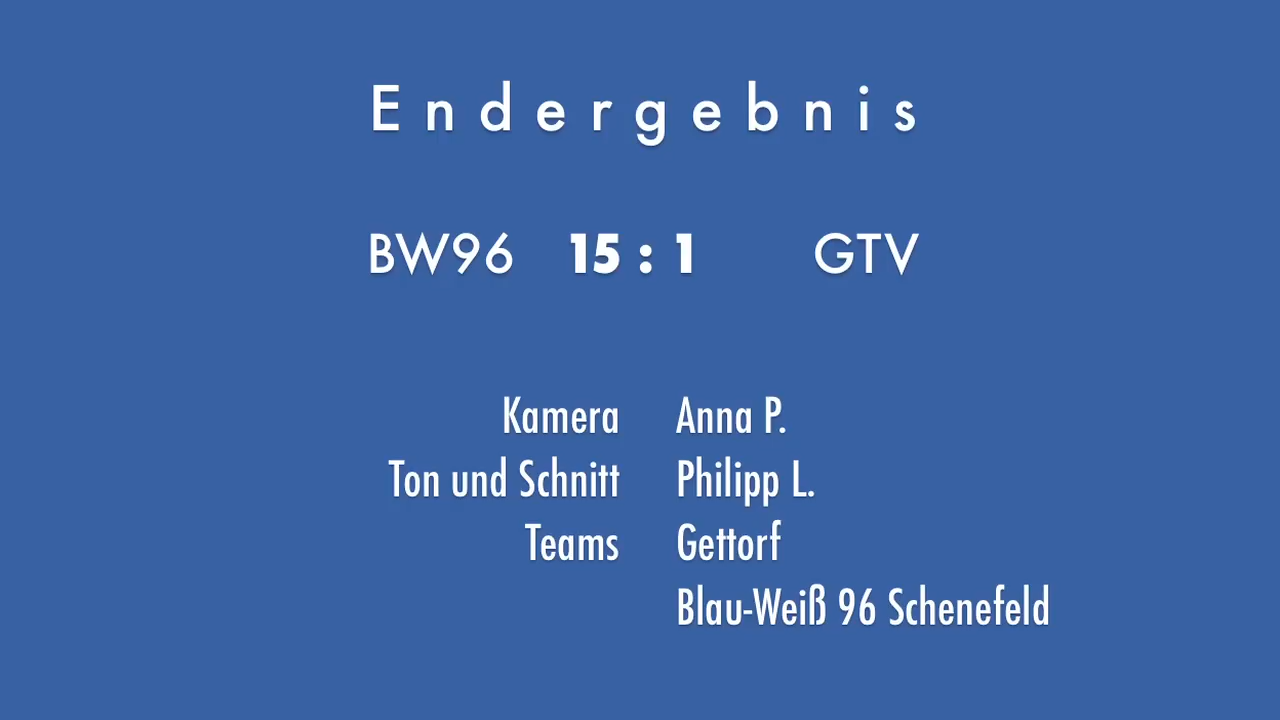 Endergebnis
BW96 15 : 1 GTV
Kamera Anna P.
Ton und Schnitt Philipp L.
Teams Gettorf
Blau-Weiß 96 Schenefeld